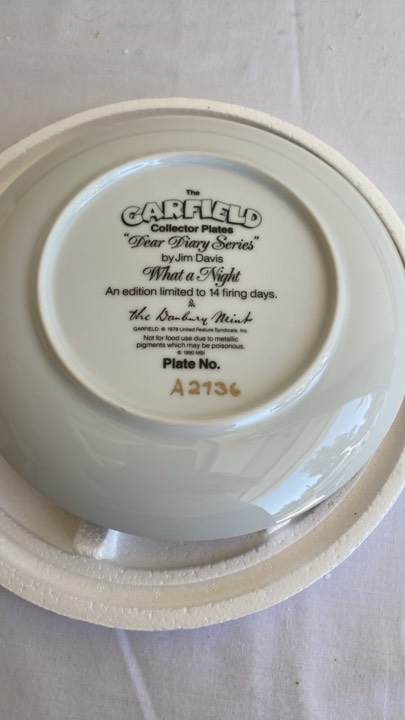 The
GARFIELD
Collector Plates
"Dear Diary Series"
by Jim Davis
What a Night
An edition limited to 14 firing days.
&
the Danbury Mint
GARFIELD: © 1978 United Feature Syndicate, Inc.
Not for food use due to metallic
pigments which may be poisonous.
© 1990 MBI
Plate No.
A2736